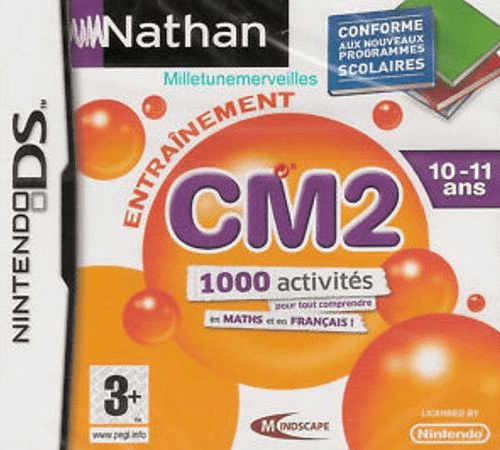 Nathan
Milletunemerveilles
CONFORME
AUX NOUVEAUX
PROGRAMMES
SCOLAIRES
NINTENDO DS™
ENTRAÎNEMENT
CM2
10-11
ans
1000 activités
pour tout comprendre
en MATHS et en FRANÇAIS !
3+
www.pegi.info
MINDSCAPE
LICENSED BY
Nintendo